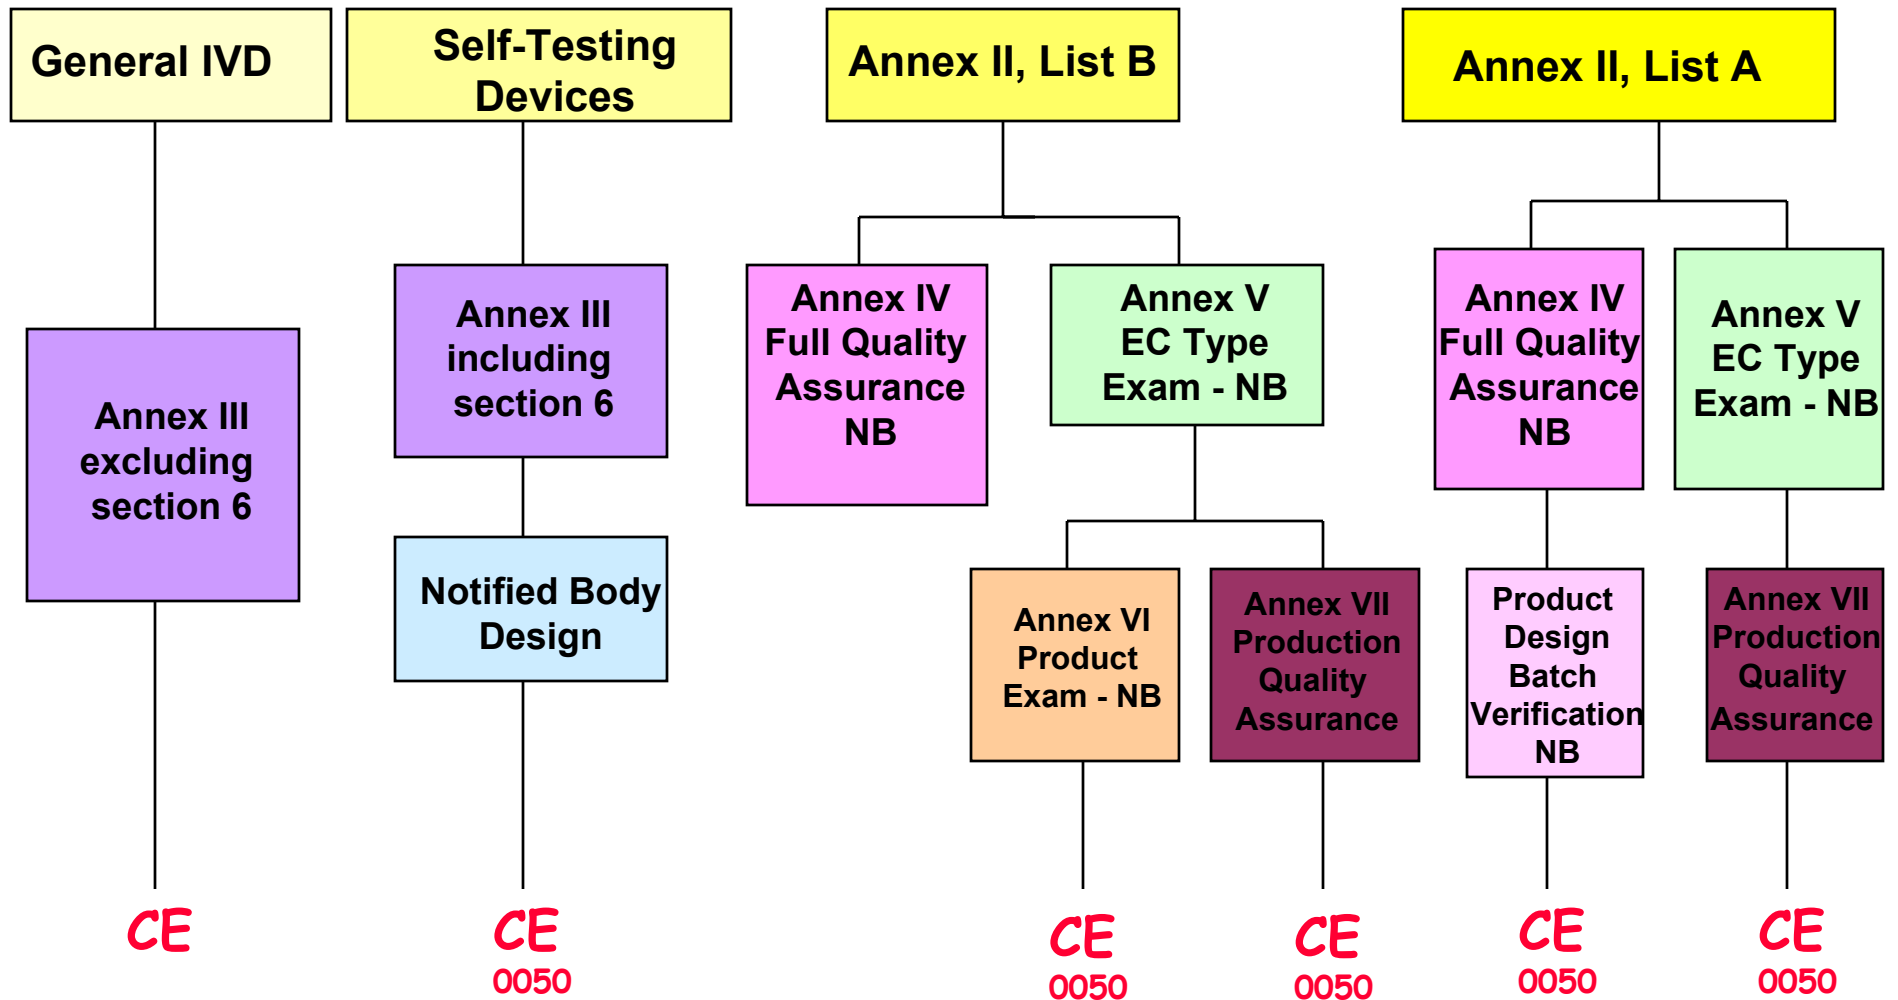 General IVD
Self-Testing
Devices
Annex II, List B
Annex II, List A
Annex III
excluding
section 6
Annex III
including
section 6
Notified Body
Design
Annex IV
Full Quality
Assurance
NB
Annex V
EC Type
Exam - NB
Annex VI
Product
Exam - NB
Annex VII
Production
Quality
Assurance
Annex IV
Full Quality
Assurance
NB
Annex V
EC Type
Exam - NB
Product
Design
Batch
Verification
NB
Annex VII
Production
Quality
Assurance
CE
CE
0050
CE
0050
CE
0050
CE
0050
CE
0050